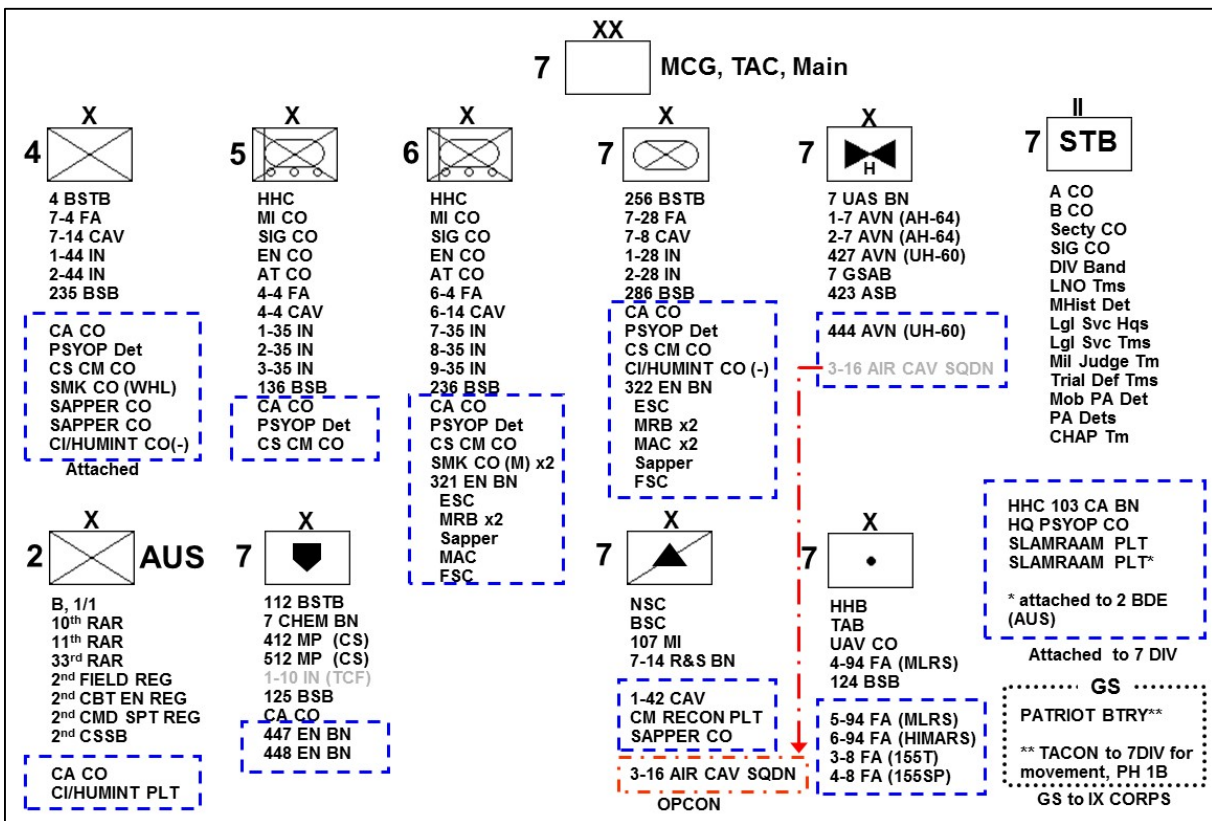 XX
7 MCG, TAC, Main
X
4
4 BSTB
7-4 FA
7-14 CAV
1-44 IN
2-44 IN
235 BSB
CA CO
PSYOP Det
CS CM CO
SMK CO (WHL)
SAPPER CO
SAPPER CO
CI/HUMINT CO(-)
Attached
X
5
HHC
MI CO
SIG CO
EN CO
AT CO
4-4 FA
4-4 CAV
1-35 IN
2-35 IN
3-35 IN
136 BSB
CA CO
PSYOP Det
CS CM CO
X
6
HHC
MI CO
SIG CO
EN CO
AT CO
6-4 FA
6-14 CAV
7-35 IN
8-35 IN
9-35 IN
236 BSB
CA CO
PSYOP Det
CS CM CO
SMK CO (M) x2
321 EN BN
ESC
MRB x2
Sapper
MAC
FSC
X
7
256 BSTB
7-28 FA
7-8 CAV
1-28 IN
2-28 IN
286 BSB
CA CO
PSYOP Det
CS CM CO
CI/HUMINT CO (-)
322 EN BN
ESC
MRB x2
MAC x2
Sapper
FSC
X
7
H
7 UAS BN
1-7 AVN (AH-64)
2-7 AVN (AH-64)
427 AVN (UH-60)
7 GSAB
423 ASB
444 AVN (UH-60)
3-16 AIR CAV SQDN
II
7 STB
A CO
B CO
Secty CO
SIG CO
DIV Band
LNO Tms
MHist Det
Lgl Svc Hqs
Lgl Svc Tms
Mil Judge Tm
Trial Def Tms
Mob PA Det
PA Dets
CHAP Tm
X
2 AUS
B, 1/1
10th RAR
11th RAR
33rd RAR
2nd FIELD REG
2nd CBT EN REG
2nd CMD SPT REG
2nd CSSB
CA CO
CI/HUMINT PLT
X
7
112 BSTB
7 CHEM BN
412 MP (CS)
512 MP (CS)
1-10 IN (TCF)
125 BSB
CA CO
447 EN BN
448 EN BN
X
7
NSC
BSC
107 MI
7-14 R&S BN
1-42 CAV
CM RECON PLT
SAPPER CO
3-16 AIR CAV SQDN
OPCON
X
7
HHB
TAB
UAV CO
4-94 FA (MLRS)
124 BSB
5-94 FA (MLRS)
6-94 FA (HIMARS)
3-8 FA (155T)
4-8 FA (155SP)
HHC 103 CA BN
HQ PSYOP CO
SLAMRAAM PLT
SLAMRAAM PLT*
* attached to 2 BDE
(AUS)
Attached to 7 DIV
GS
PATRIOT BTRY**
** TACON to 7DIV for
movement, PH 1B
GS to IX CORPS